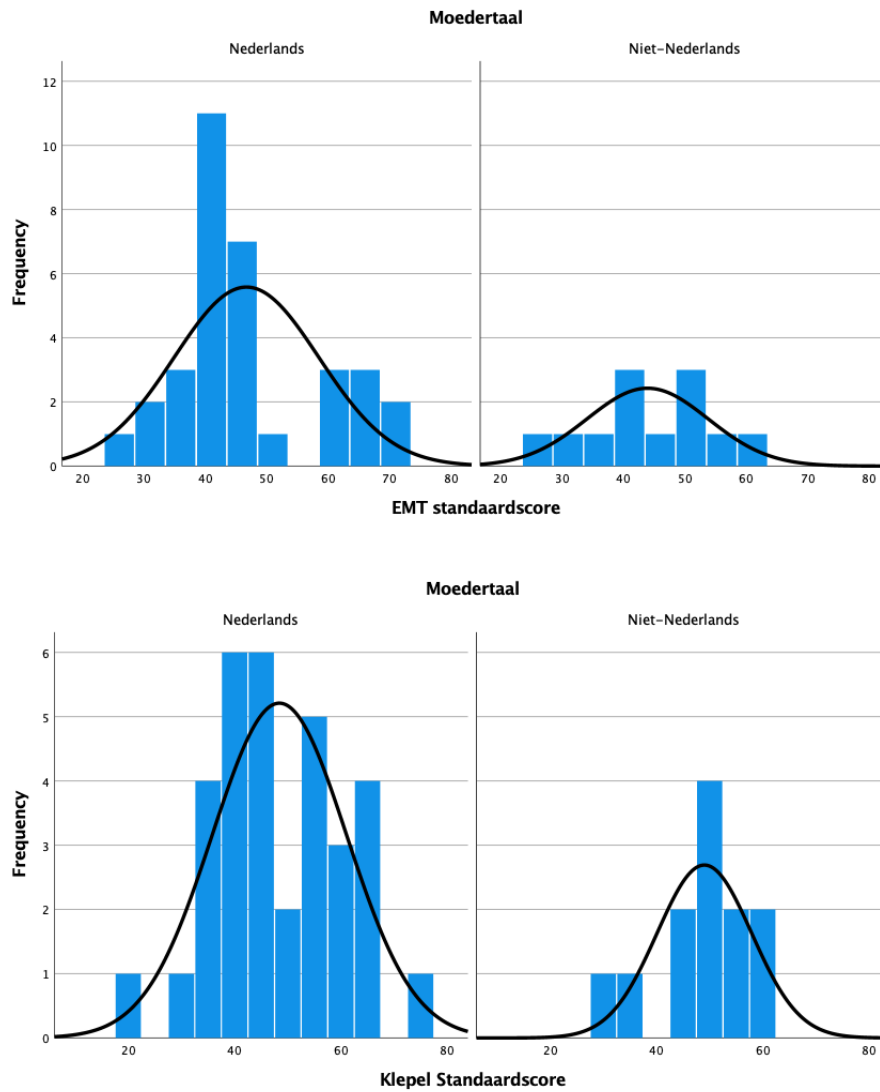 Moedertaal
Nederlands Niet-Nederlands
12
10
8
6
4
2
0
Frequency
20 30 40 50 60 70 80 20 30 40 50 60 70 80
EMT standaardscore
Moedertaal
Nederlands Niet-Nederlands
6
5
4
3
2
1
0
Frequency
20 40 60 80 20 40 60 80
Klepel Standaardscore